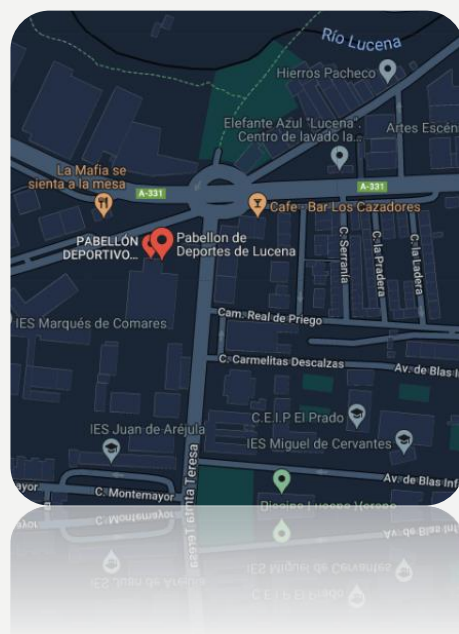 Río Lucena
Hierros Pacheco
Elefante Azul "Lucena".
Centro de lavado la...
Artes Escén
La Mafia se
sienta a la mesa
A-331
A-331
Cafe - Bar Los Cazadores
PABELLÓN
DEPORTIVO...
Pabellon de
Deportes de Lucena
C. Serranía
C. la Pradera
C. la Ladera
IES Marqués de Comares
Cam. Real de Priego
C. Carmelitas Descalzas
Av. de Blas Inf
C.E.I.P El Prado
IES Juan de Aréjula
IES Miguel de Cervantes
Santa Teresa
ayor
C. Montemayor
Av. de Blas Inf